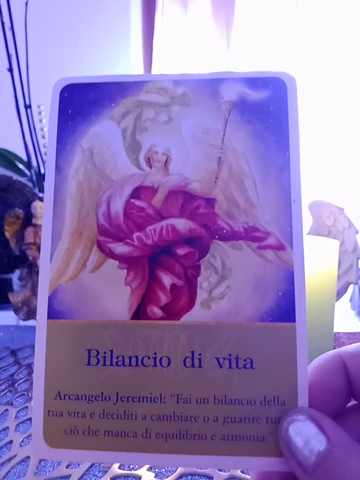 Bilancio di vita
Arcangelo Jeremiel: "Fai un bilancio della
tua vita e deciditi a cambiare o a guarire
ciò che manca di equilibrio e armonia."